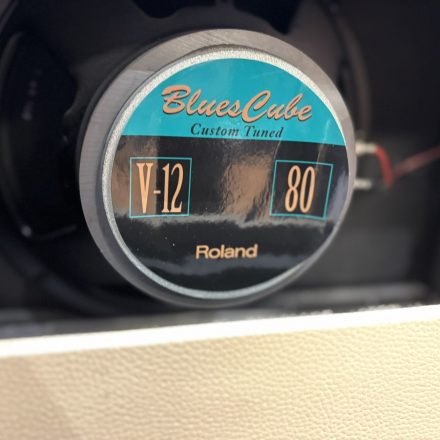 BluesCube
Custom Tuned
V-12 80
Roland